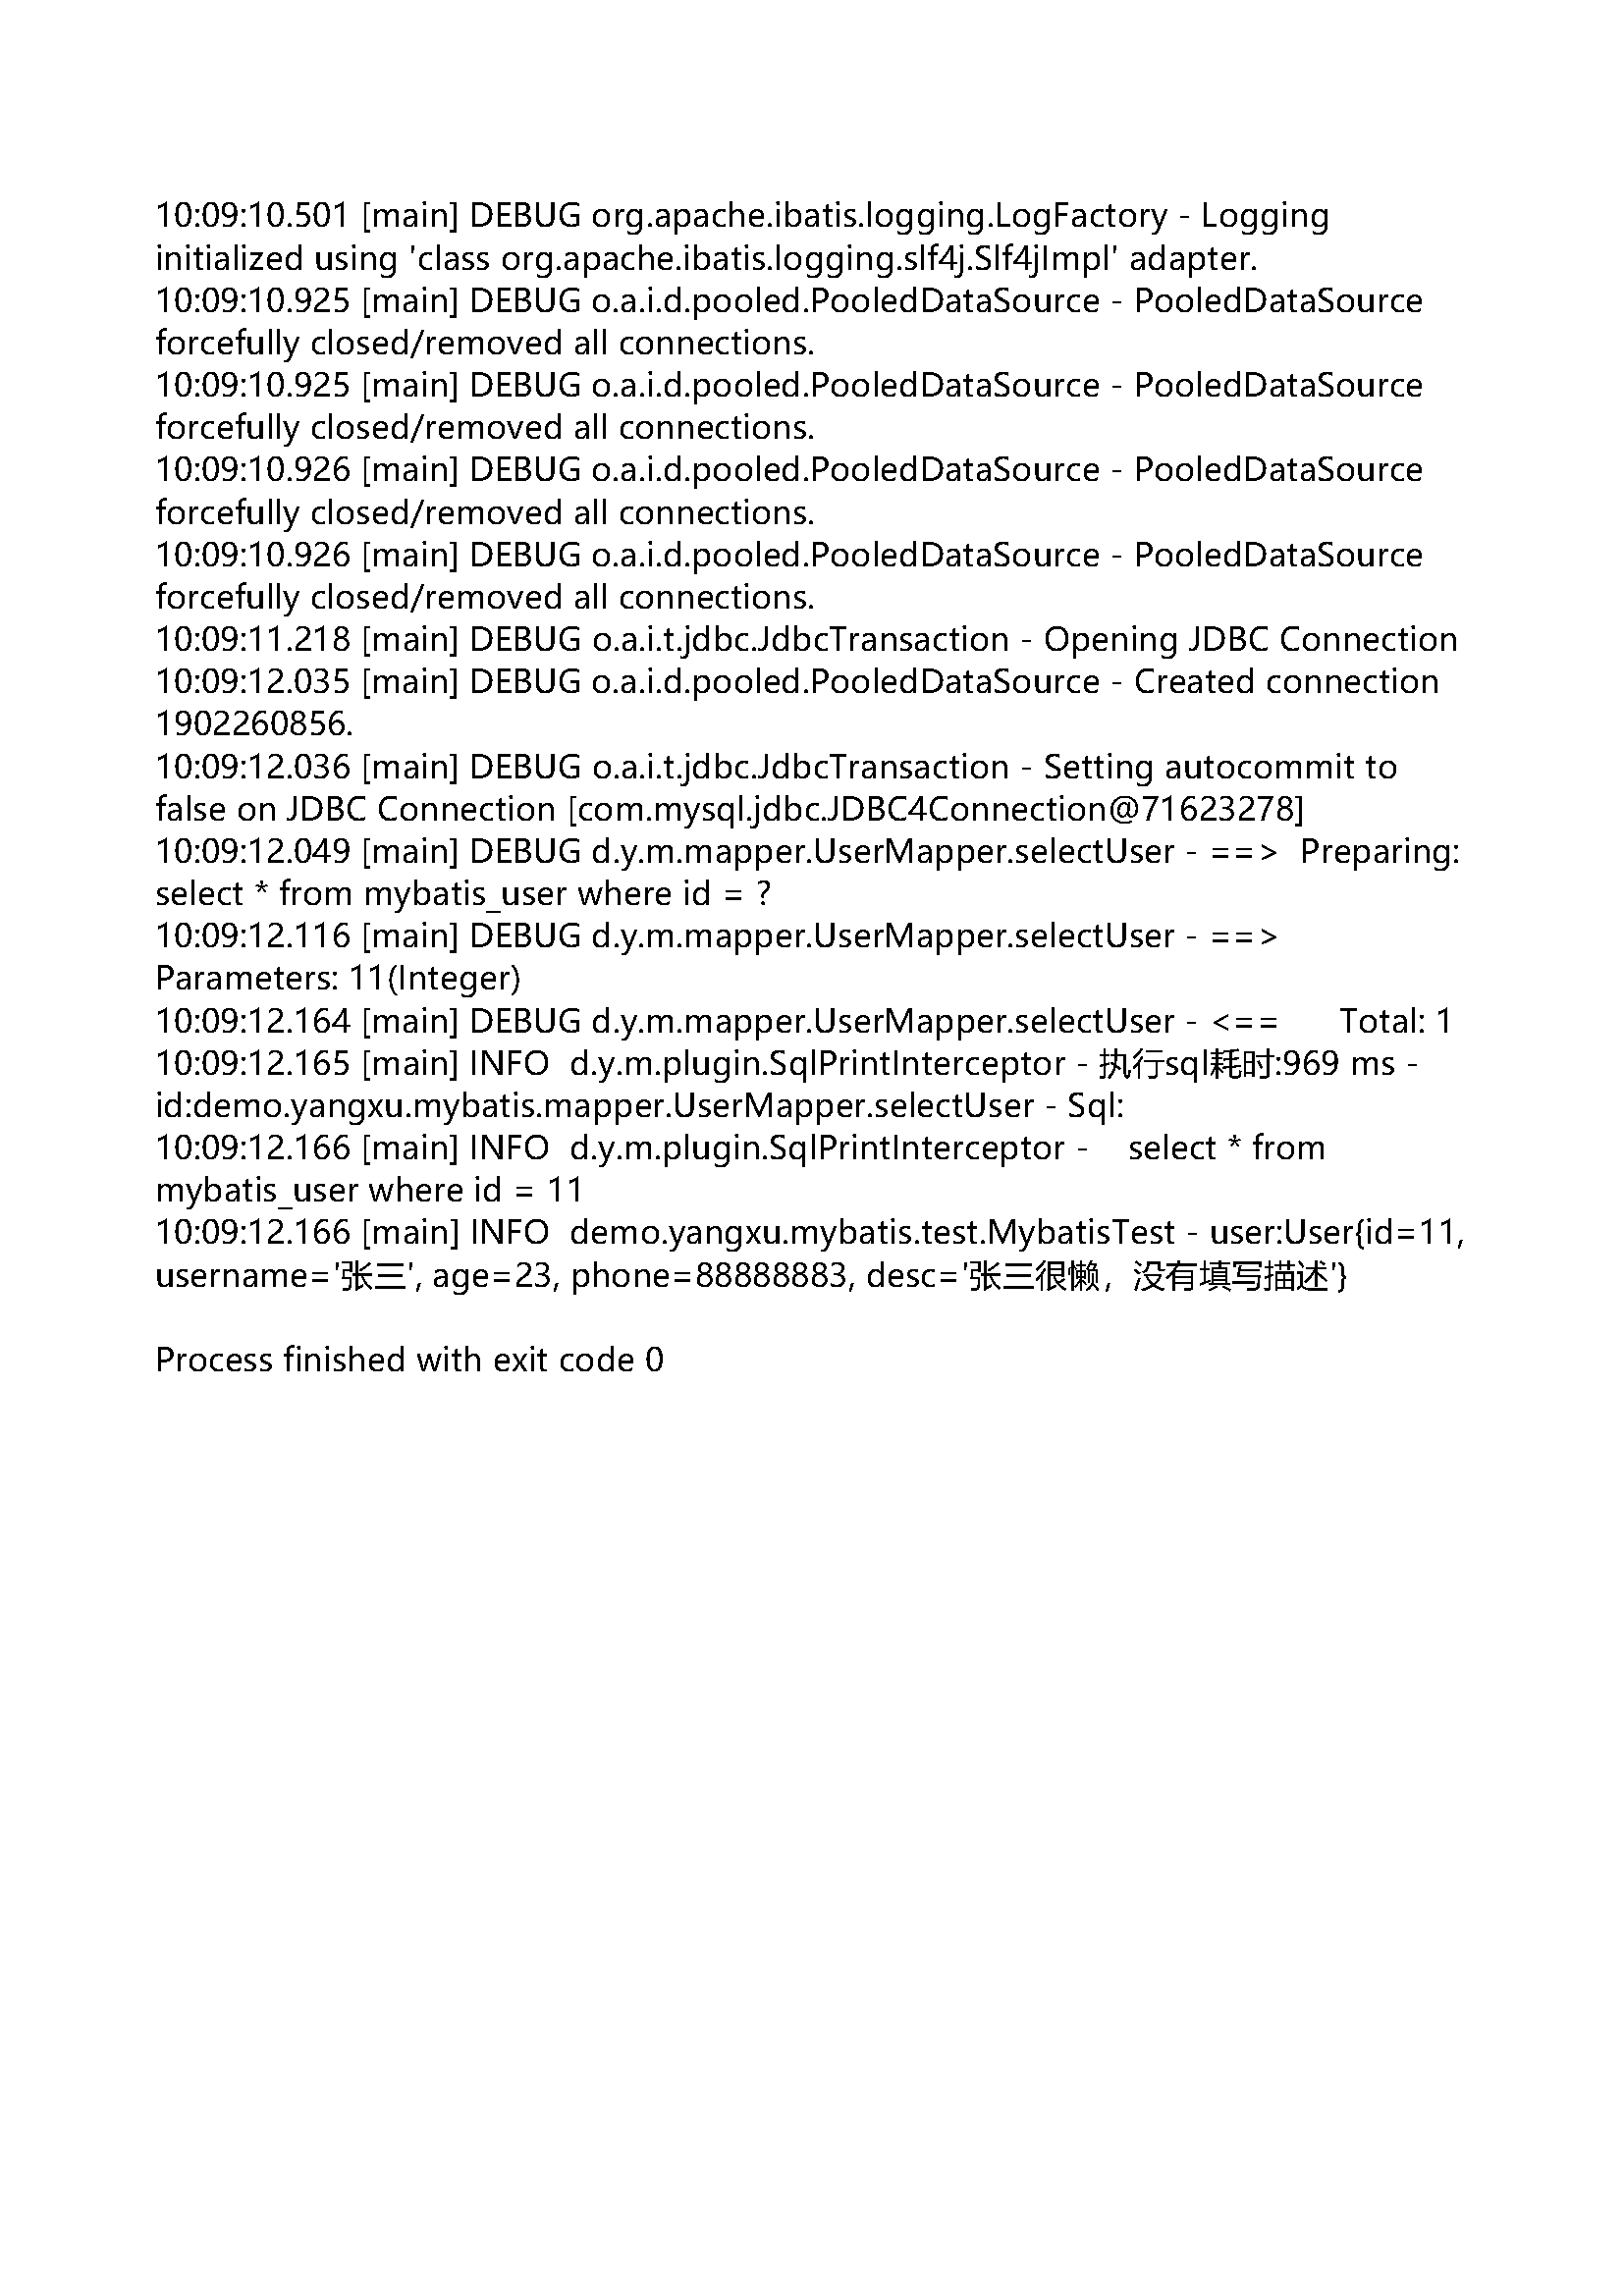 10:09:10.501 [main] DEBUG org.apache.ibatis.logging.LogFactory - Logging
initialized using 'class org.apache.ibatis.logging.slf4j.Slf4jImpl' adapter.
10:09:10.925 [main] DEBUG o.a.i.d.pooled.PooledDataSource - PooledDataSource
forcefully closed/removed all connections.
10:09:10.925 [main] DEBUG o.a.i.d.pooled.PooledDataSource - PooledDataSource
forcefully closed/removed all connections.
10:09:10.926 [main] DEBUG o.a.i.d.pooled.PooledDataSource - PooledDataSource
forcefully closed/removed all connections.
10:09:10.926 [main] DEBUG o.a.i.d.pooled.PooledDataSource - PooledDataSource
forcefully closed/removed all connections.
10:09:11.218 [main] DEBUG o.a.i.t.jdbc.JdbcTransaction - Opening JDBC Connection
10:09:12.035 [main] DEBUG o.a.i.d.pooled.PooledDataSource - Created connection
1902260856.
10:09:12.036 [main] DEBUG o.a.i.t.jdbc.JdbcTransaction - Setting autocommit to
false on JDBC Connection [com.mysql.jdbc.JDBC4Connection@71623278]
10:09:12.049 [main] DEBUG d.y.m.mapper.UserMapper.selectUser - ==>  Preparing:
select * from mybatis_user where id = ?
10:09:12.116 [main] DEBUG d.y.m.mapper.UserMapper.selectUser - ==>
Parameters: 11(Integer)
10:09:12.164 [main] DEBUG d.y.m.mapper.UserMapper.selectUser - <==      Total: 1
10:09:12.165 [main] INFO  d.y.m.plugin.SqlPrintInterceptor - 执行sql耗时:969 ms -
id:demo.yangxu.mybatis.mapper.UserMapper.selectUser - Sql:
10:09:12.166 [main] INFO  d.y.m.plugin.SqlPrintInterceptor -    select * from
mybatis_user where id = 11
10:09:12.166 [main] INFO  demo.yangxu.mybatis.test.MybatisTest - user:User{id=11,
username='张三', age=23, phone=88888883, desc='张三很懒，没有填写描述'}
Process finished with exit code 0